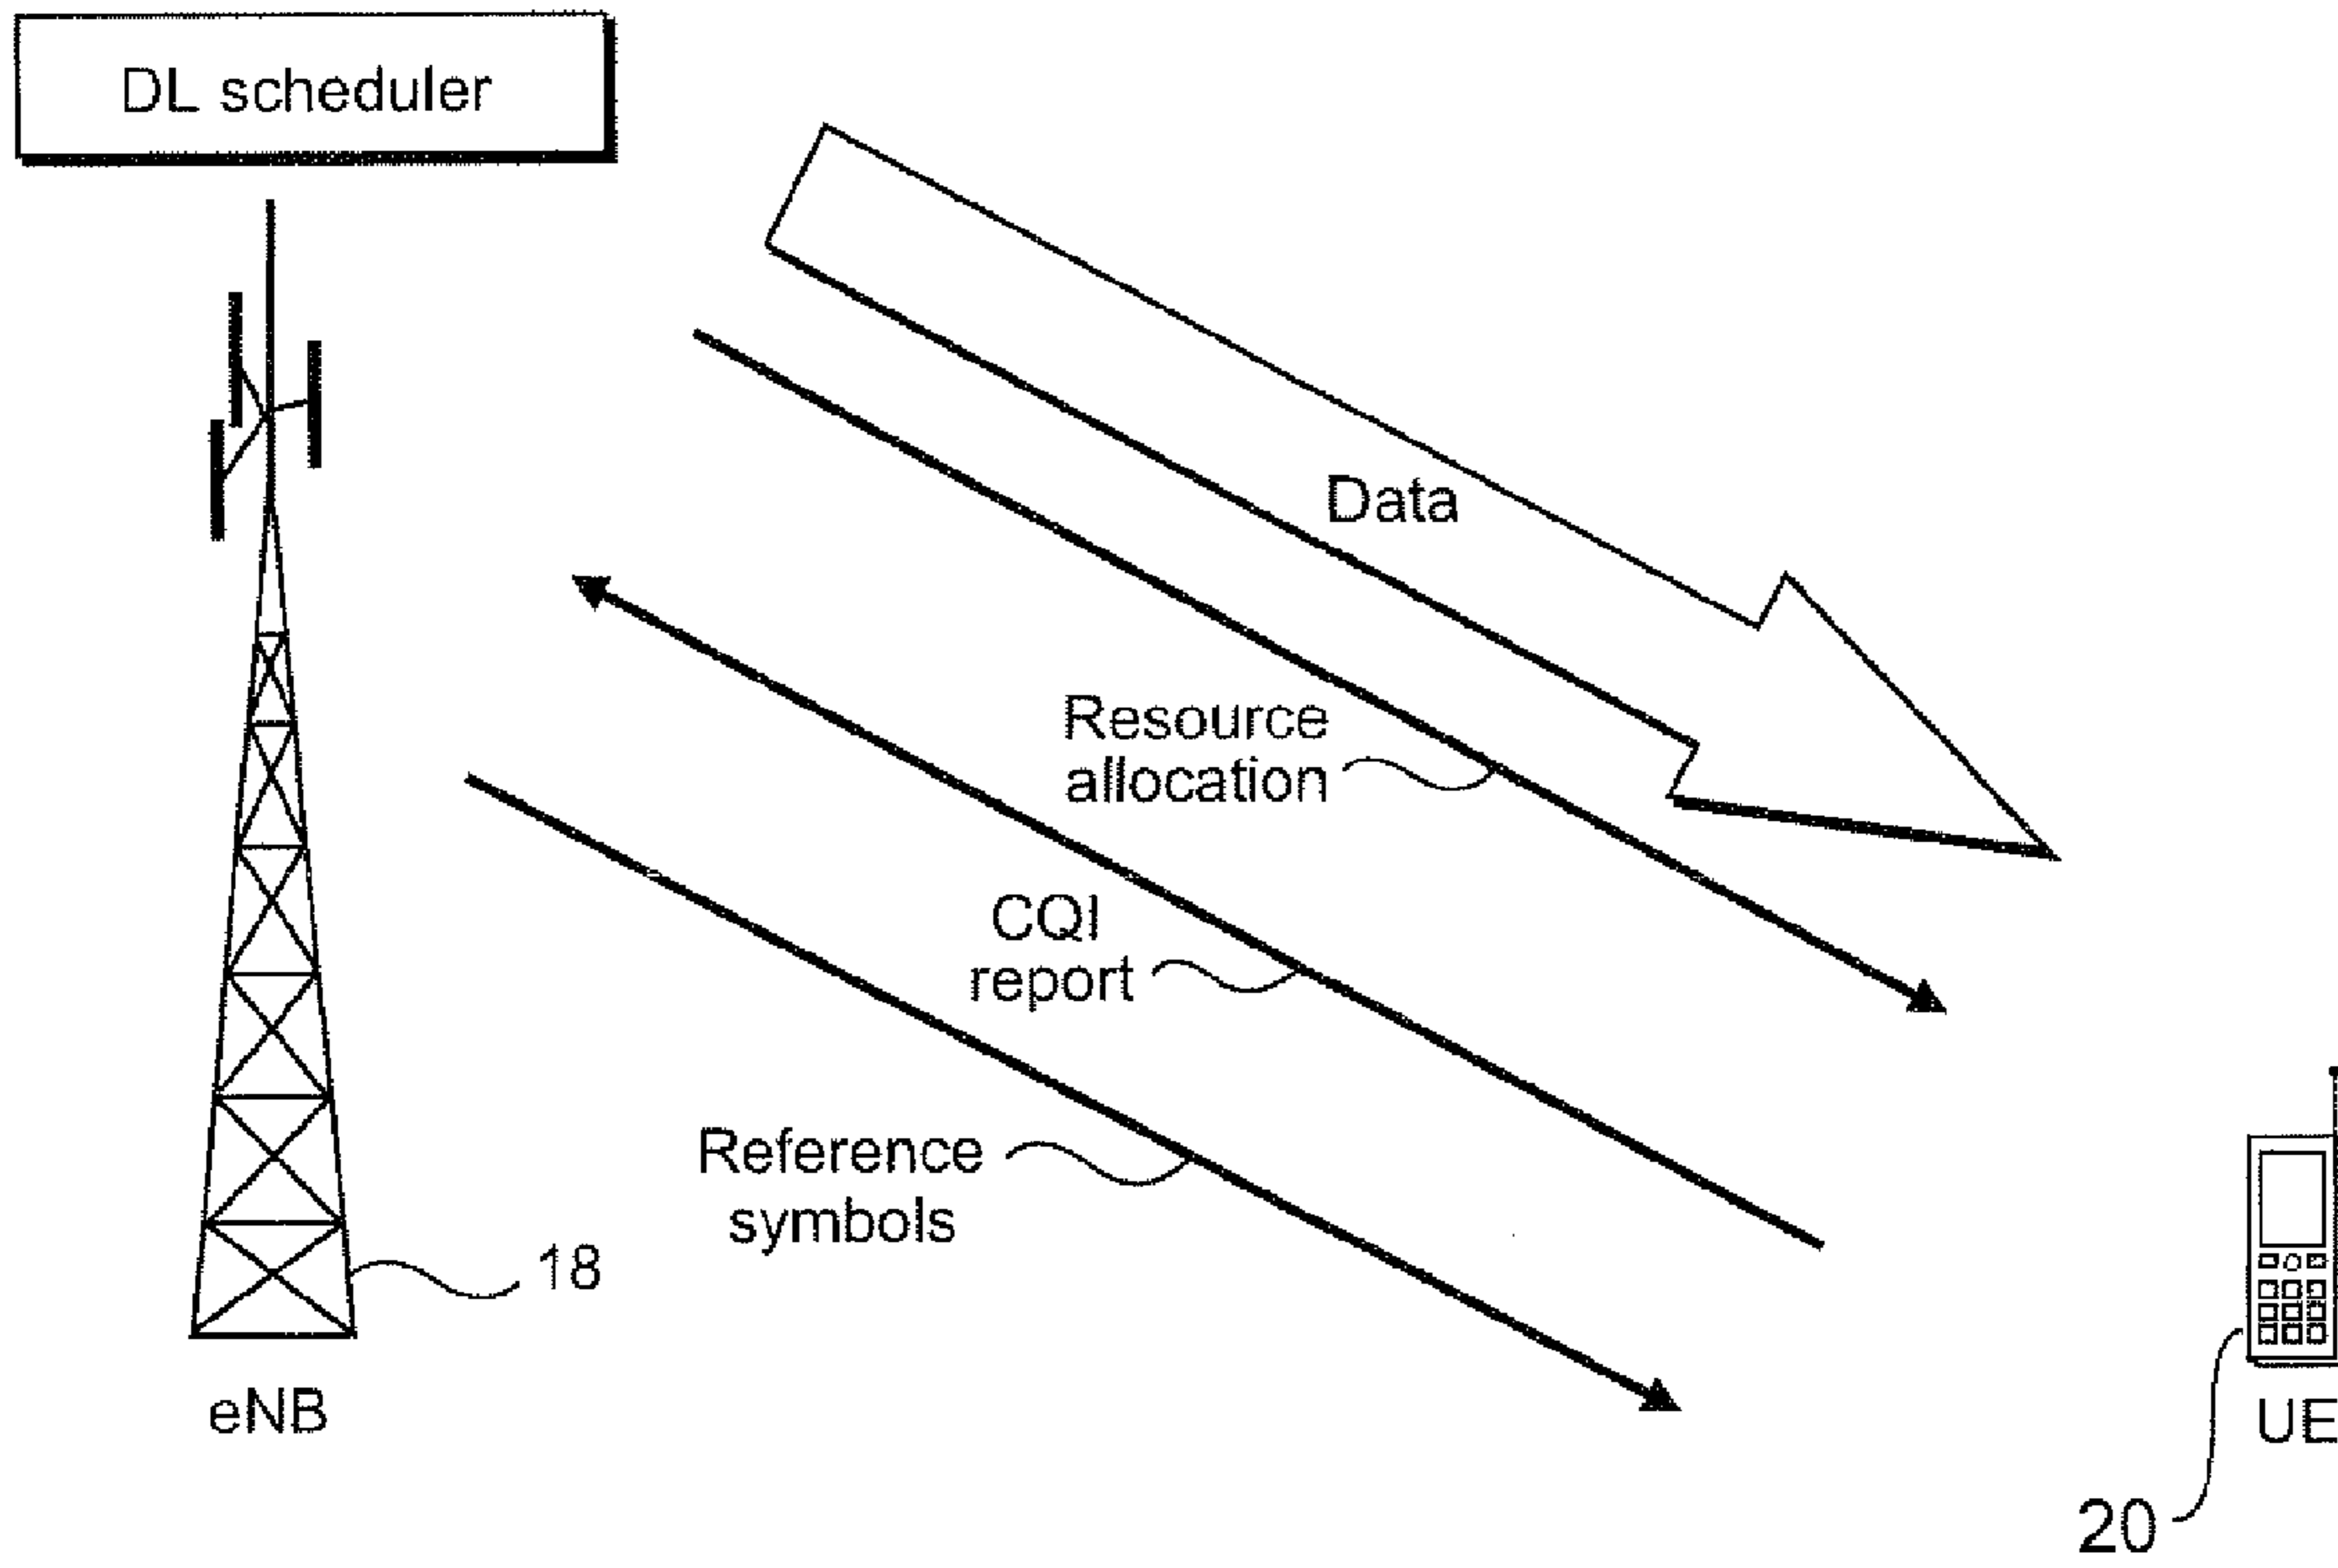 DL scheduler
Data
Resource
allocation
CQI
report
Reference
symbols
18
eNB
UE
20